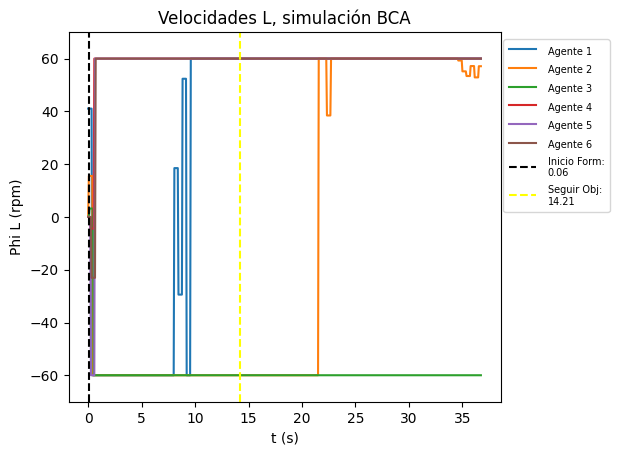 Velocidades L, simulación BCA
Phi L (rpm)
60
40
20
0
−20
−40
−60
0
5
10
15
20
25
30
35
t (s)
Agente 1
Agente 2
Agente 3
Agente 4
Agente 5
Agente 6
Inicio Form:
0.06
Seguir Obj:
14.21